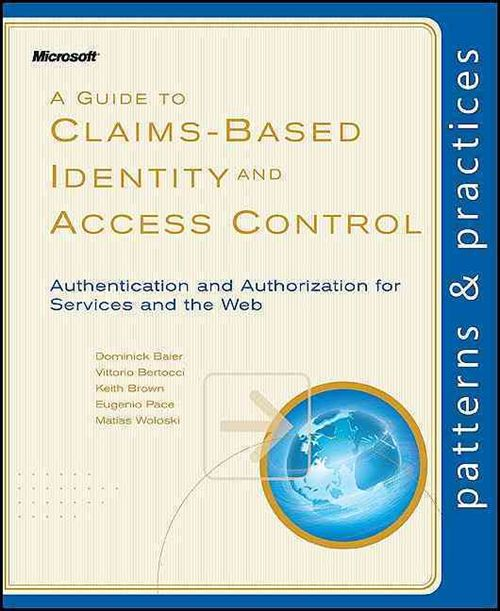 Microsoft
A GUIDE TO
CLAIMS-BASED
IDENTITY AND
ACCESS CONTROL
Authentication and Authorization for
Services and the Web
Dominick Baier
Vittorio Bertocci
Keith Brown
Eugenio Pace
Matias Woloski
patterns & practices